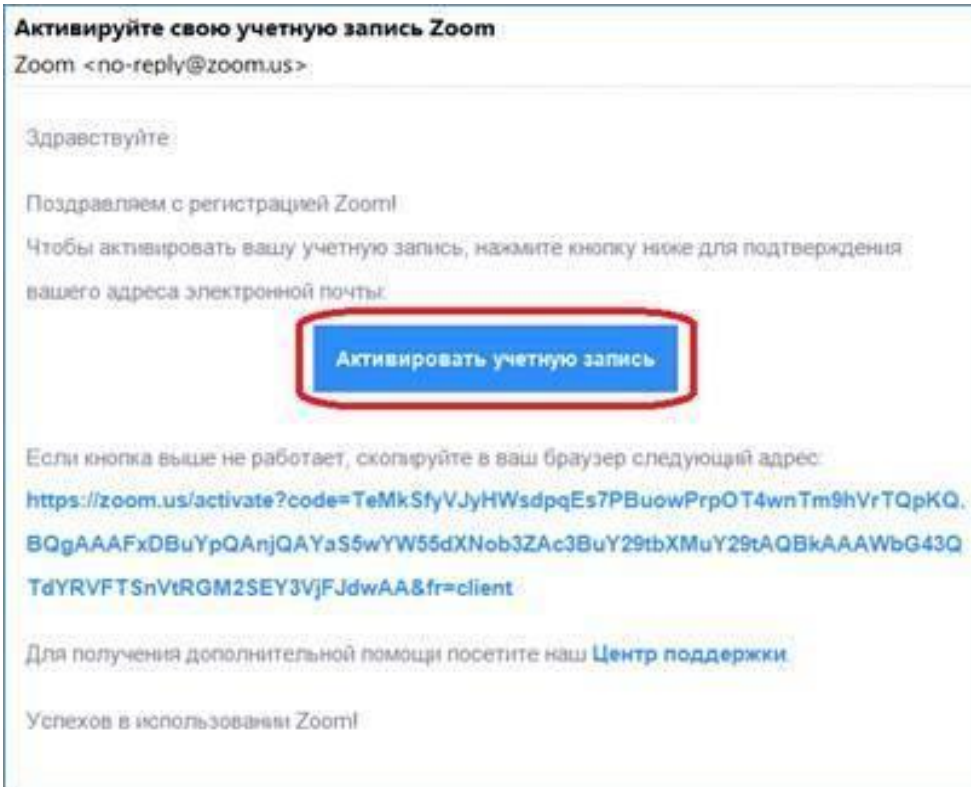 Активируйте свою учетную запись Zoom
Zoom <no-reply@zoom.us>
Здравствуйте
Поздравляем с регистрацией Zoom!
Чтобы активировать вашу учетную запись, нажмите кнопку ниже для подтверждения
вашего адреса электронной почты:
Активировать учетную запись
Если кнопка выше не работает, скопируйте в ваш браузер следующий адрес:
https://zoom.us/activate?code=TeMkSfyVJyHWsdpqEs7PBuowPrpOT4wnTm9hVrTQpKQ.
BQgAAAFxDBuYpQAnjQAYaS5wYW55dXNob3ZAc3BuY29tbXMuY29tAQBkAAAWbG43Q
TdYRVFTSnVtRGM2SEY3VjFJdwAA&fr=client
Для получения дополнительной помощи посетите наш Центр поддержки.
Успехов в использовании Zoom!